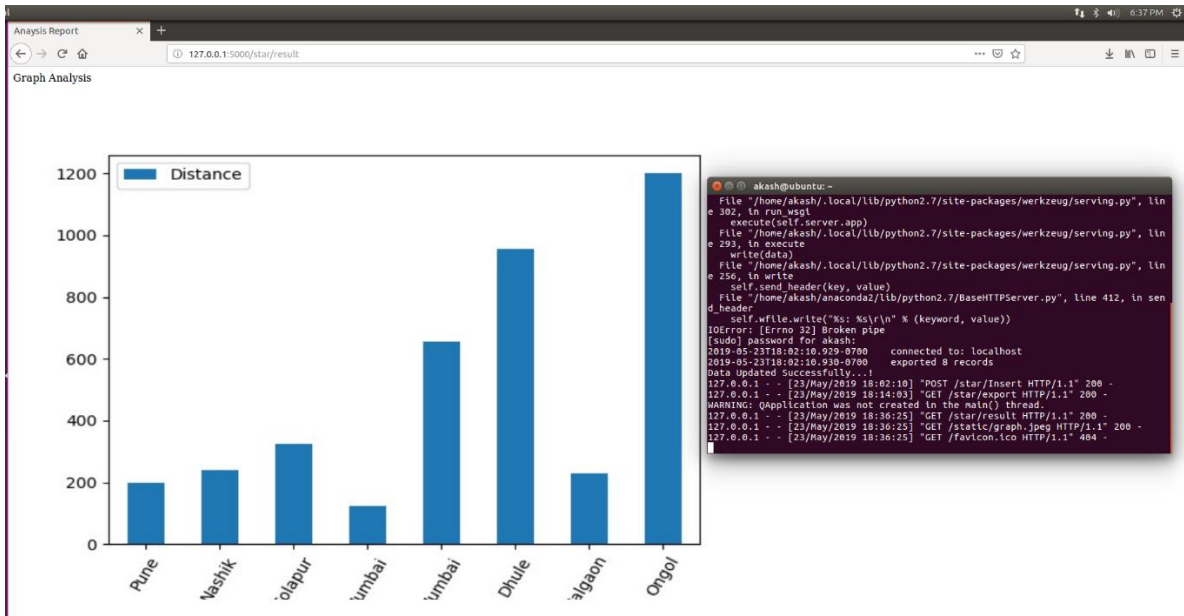 6:37 PM
Anaysis Report
127.0.0.1:5000/star/result
Graph Analysis
Distance
1200
1000
800
600
400
200
0
Pune
Nashik
olapur
umbai
umbai
Dhule
algaon
Ongol
akash@ubuntu: ~
File "/home/akash/.local/lib/python2.7/site-packages/werkzeug/serving.py", lin
e 302, in run_wsgi
execute(self.server.app)
File "/home/akash/.local/lib/python2.7/site-packages/werkzeug/serving.py", lin
e 293, in execute
write(data)
File "/home/akash/.local/lib/python2.7/site-packages/werkzeug/serving.py", lin
e 256, in write
self.send_header(key, value)
File "/home/akash/anaconda2/lib/python2.7/BaseHTTPServer.py", line 412, in sen
d_header
self.wfile.write("%s: %s\r\n" % (keyword, value))
IOError: [Errno 32] Broken pipe
[sudo] password for akash:
2019-05-23T18:02:10.929-0700 connected to: localhost
2019-05-23T18:02:10.930-0700 exported 8 records
Data Updated Successfully...!
127.0.0.1 - - [23/May/2019 18:02:10] "POST /star/Insert HTTP/1.1" 200 -
127.0.0.1 - - [23/May/2019 18:14:03] "GET /star/export HTTP/1.1" 200 -
WARNING: QApplication was not created in the main() thread.
127.0.0.1 - - [23/May/2019 18:36:25] "GET /star/result HTTP/1.1" 200 -
127.0.0.1 - - [23/May/2019 18:36:25] "GET /static/graph.jpeg HTTP/1.1" 200 -
127.0.0.1 - - [23/May/2019 18:36:25] "GET /favicon.ico HTTP/1.1" 404 -